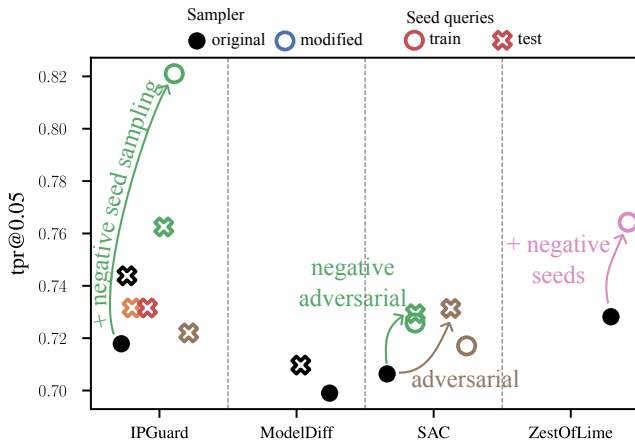 Sampler
Seed queries
original
modified
train
test
0.82
0.80
0.78
0.76
0.74
0.72
0.70
tpr@0.05
+ negative seed sampling
negative
adversarial
adversarial
+ negative
seeds
IPGuard
ModelDiff
SAC
ZestOfLime